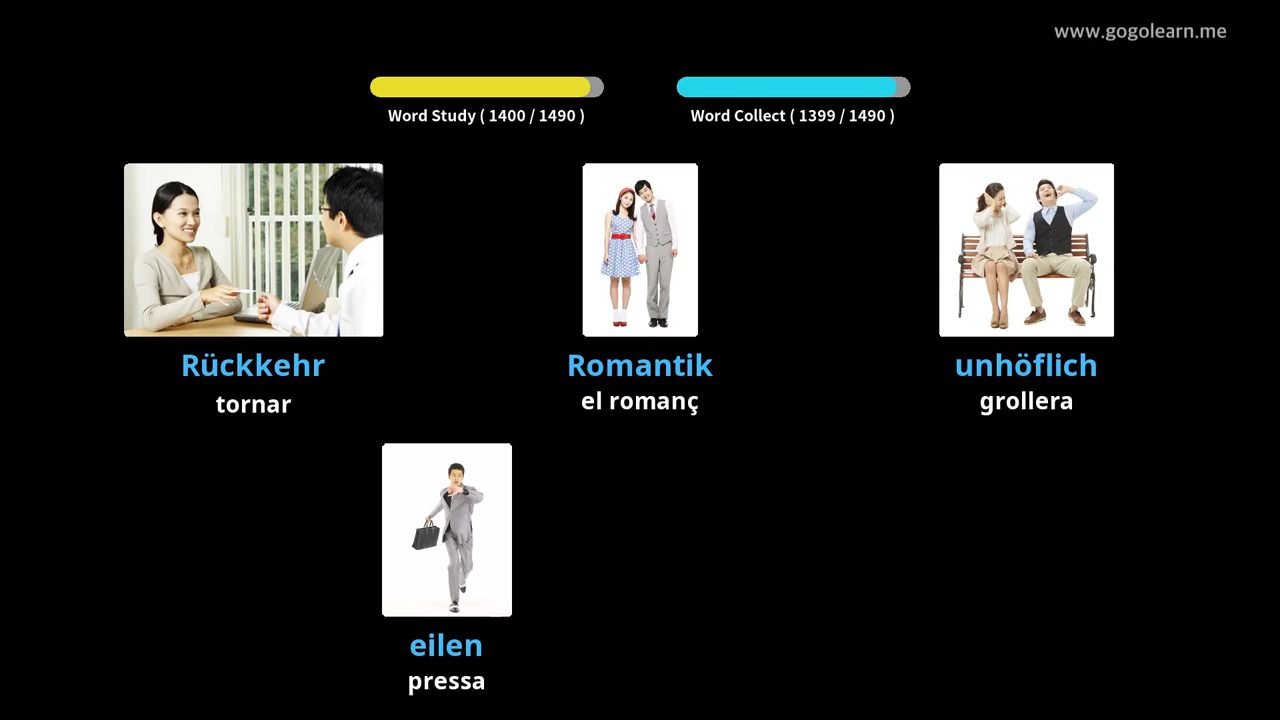 www.gogolearn.me
Word Study ( 1400 / 1490 )
Word Collect ( 1399 / 1490 )
Rückkehr
tornar
Romantik
el romanç
unhöflich
grollera
eilen
pressa